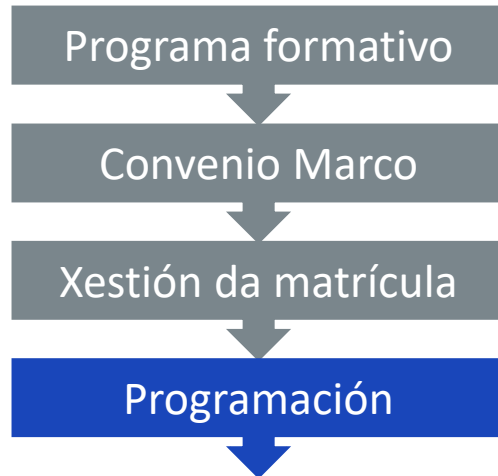 Programa formativo
Convenio Marco
Xestión da matrícula
Programación